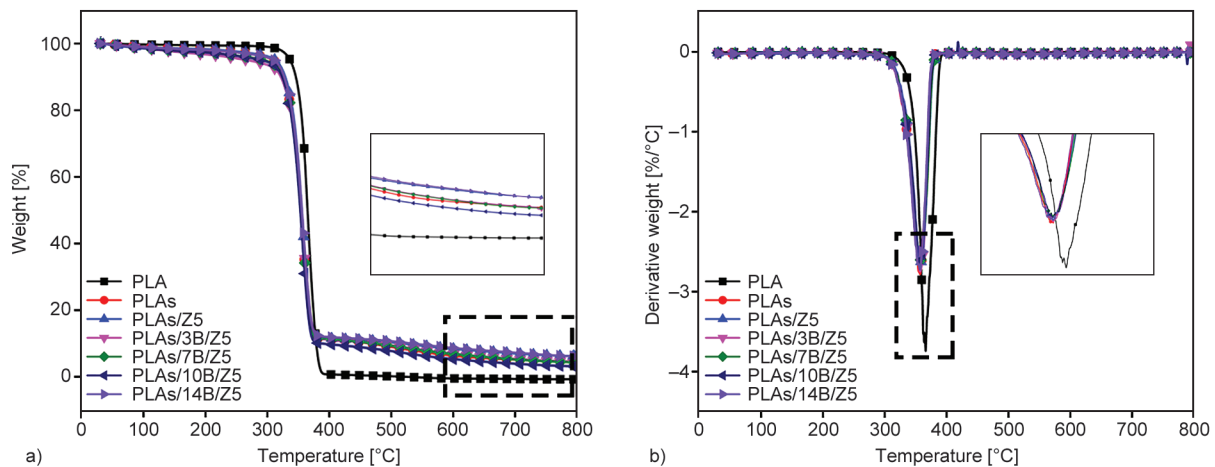 100
80
60
40
20
0
Weight [%]
PLA
PLAs
PLAs/Z5
PLAs/3B/Z5
PLAs/7B/Z5
PLAs/10B/Z5
PLAs/14B/Z5
0 100 200 300 400 500 600 700 800
Temperature [°C]
a)
0
–1
–2
–3
–4
Derivative weight [%/°C]
PLA
PLAs
PLAs/Z5
PLAs/3B/Z5
PLAs/7B/Z5
PLAs/10B/Z5
PLAs/14B/Z5
0 100 200 300 400 500 600 700 800
Temperature [°C]
b)